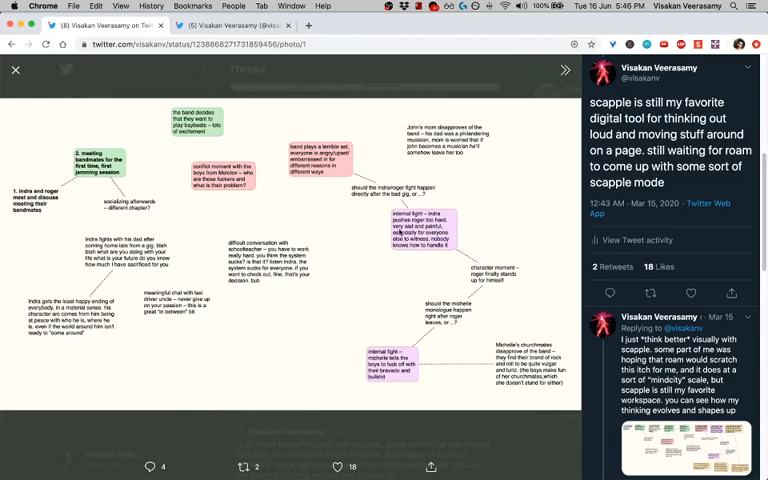 Chrome File Edit View History Bookmarks People Tab Window Help
100% Tue 16 Jun 5:46 PM Visakan Veerasamy
(8) Visakan Veerasamy on Twi
(5) Visakan Veerasamy (@visa
twitter.com/visakanv/status/1238868271731859456/photo/1
Thread
the band decides
that they want to
play baybeats – lots
of excitement
2. meeting
bandmates for the
first time, first
jamming session
conflict moment with the
boys from Molotov – who
are those fuckers and
what is their problem?
band plays a terrible set,
everyone is angry/upset/
embarrassed in for
different reasons in
different ways
John's mom disapproves of the
band – his dad was a philandering
musician, mom is worried that if
john becomes a musician he'll
somehow leave her too
1. Indra and roger
meet and discuss
meeting their
bandmates
socializing afterwards
– different chapter?
should the indra/roger fight happen
directly after the bad gig, or...?
internal fight – indra
pushes roger too hard.
very sad and painful,
especially for everyone
else to witness, nobody
knows how to handle it
Indra fights with his dad after
coming home late from a gig. blah
blah what are you doing with your
life what is your future do you know
how much I have sacrificed for you
difficult conversation with
schoolteacher – you have to work
really hard. you think the system
sucks? is that it? listen Indra, the
system sucks for everyone. if you
want to check out, fine. that's your
decision. but-
character moment –
roger finally stands
up for himself
Indra gets the least happy ending of
everybody, in a material sense. his
character arc comes from him being
at peace with who he is, where he
is, even if the world around him isn't
ready to "come around"
meaningful chat with taxi
driver uncle – never give up
on your passion – this is a
great "in between" bit
should the michelle
monologue happen
right after roger
leaves, or...?
internal fight –
michelle tells the
boys to fuck off with
their bravado and
bullshit
Michelle's churchmates
disapprove of the band –
they find their brand of rock
and roll to be quite vulgar
and lurid. (the boys make fun
of her churchmates,which
she doesn't stand for either)
4 2 18
Visakan Veerasamy
@visakanv
scapple is still my favorite
digital tool for thinking out
loud and moving stuff around
on a page. still waiting for roam
to come up with some sort of
scapple mode
12:43 AM · Mar 15, 2020 · Twitter Web
App
View Tweet activity
2 Retweets 18 Likes
Visakan Veerasamy · Mar 15
Replying to @visakanv
I just *think better* visually with
scapple. some part of me was
hoping that roam would scratch
this itch, and it does at a
sort of "mindcity" scale, but
scapple is still my favorite
workspace. you can see how my
thinking evolves and shapes up